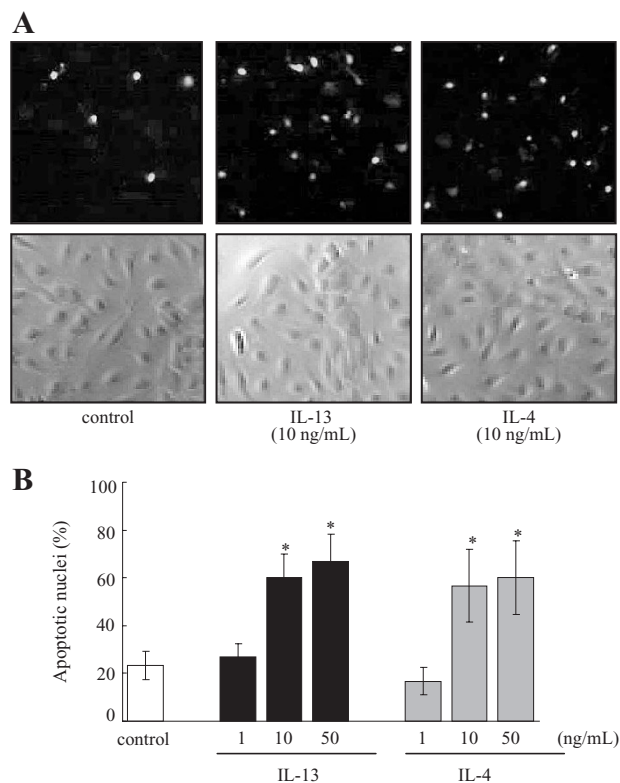 A
control
IL-13
(10 ng/mL)
IL-4
(10 ng/mL)
B
Apoptotic nuclei (%)
100
80
60
40
20
0
* * * *
control 1 10 50 1 10 50 (ng/mL)
IL-13 IL-4